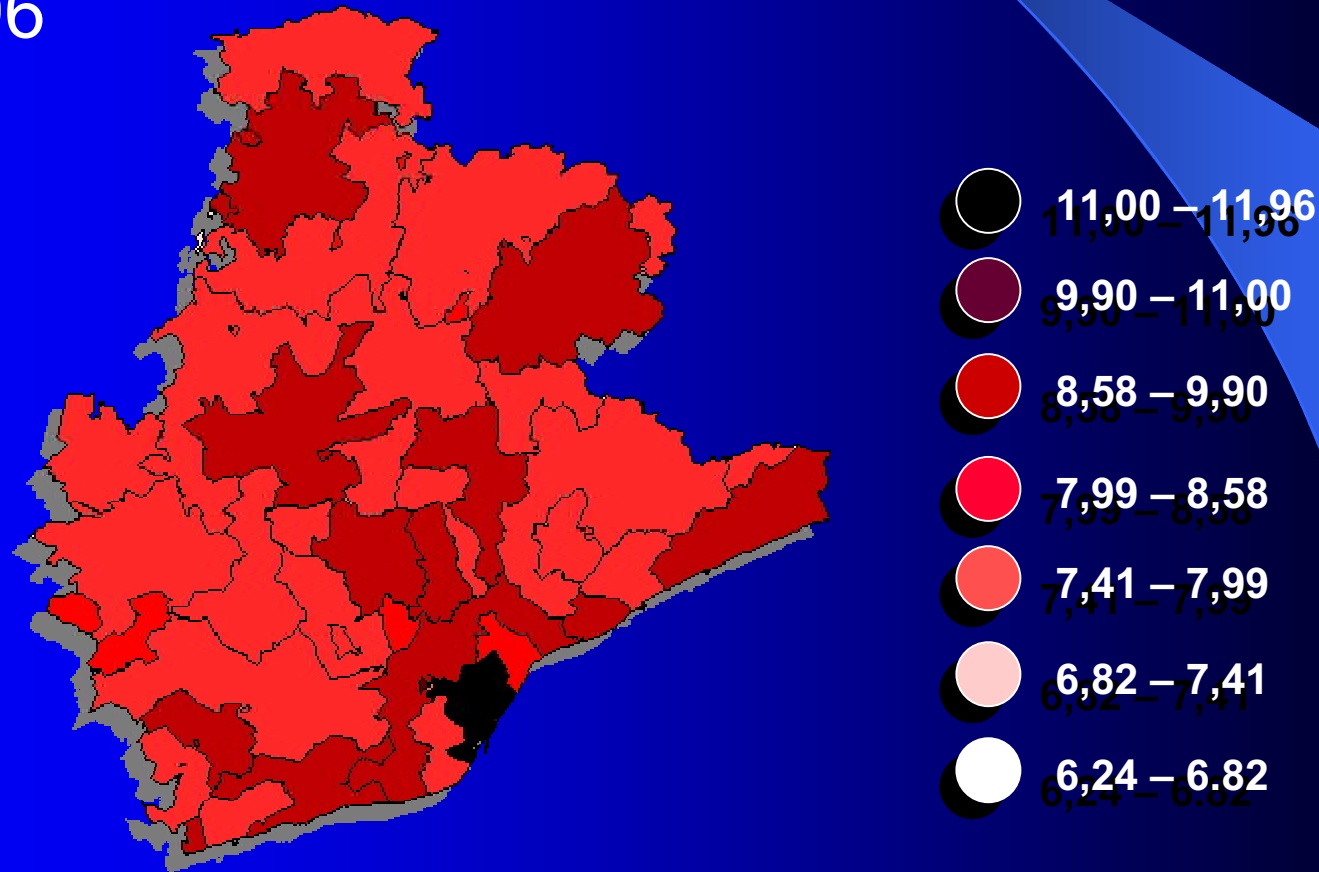 11,00 – 11,96
9,90 – 11,00
8,58 – 9,90
7,99 – 8,58
7,41 – 7,99
6,82 – 7,41
6,24 – 6.82